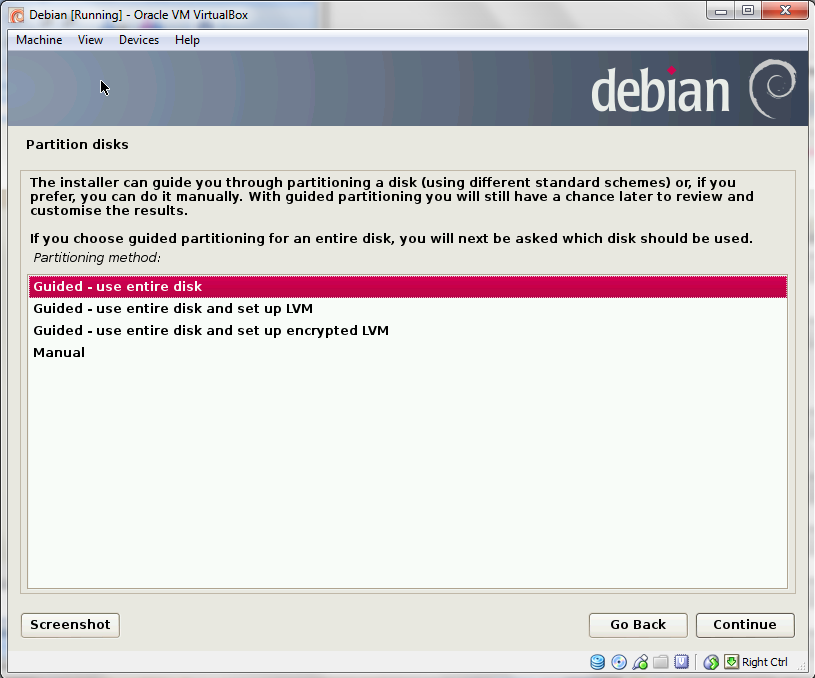 Debian [Running] - Oracle VM VirtualBox
Machine View Devices Help
debian
Partition disks
The installer can guide you through partitioning a disk (using different standard schemes) or, if you
prefer, you can do it manually. With guided partitioning you will still have a chance later to review and
customise the results.
If you choose guided partitioning for an entire disk, you will next be asked which disk should be used.
Partitioning method:
Guided - use entire disk
Guided - use entire disk and set up LVM
Guided - use entire disk and set up encrypted LVM
Manual
Screenshot Go Back Continue
Right Ctrl